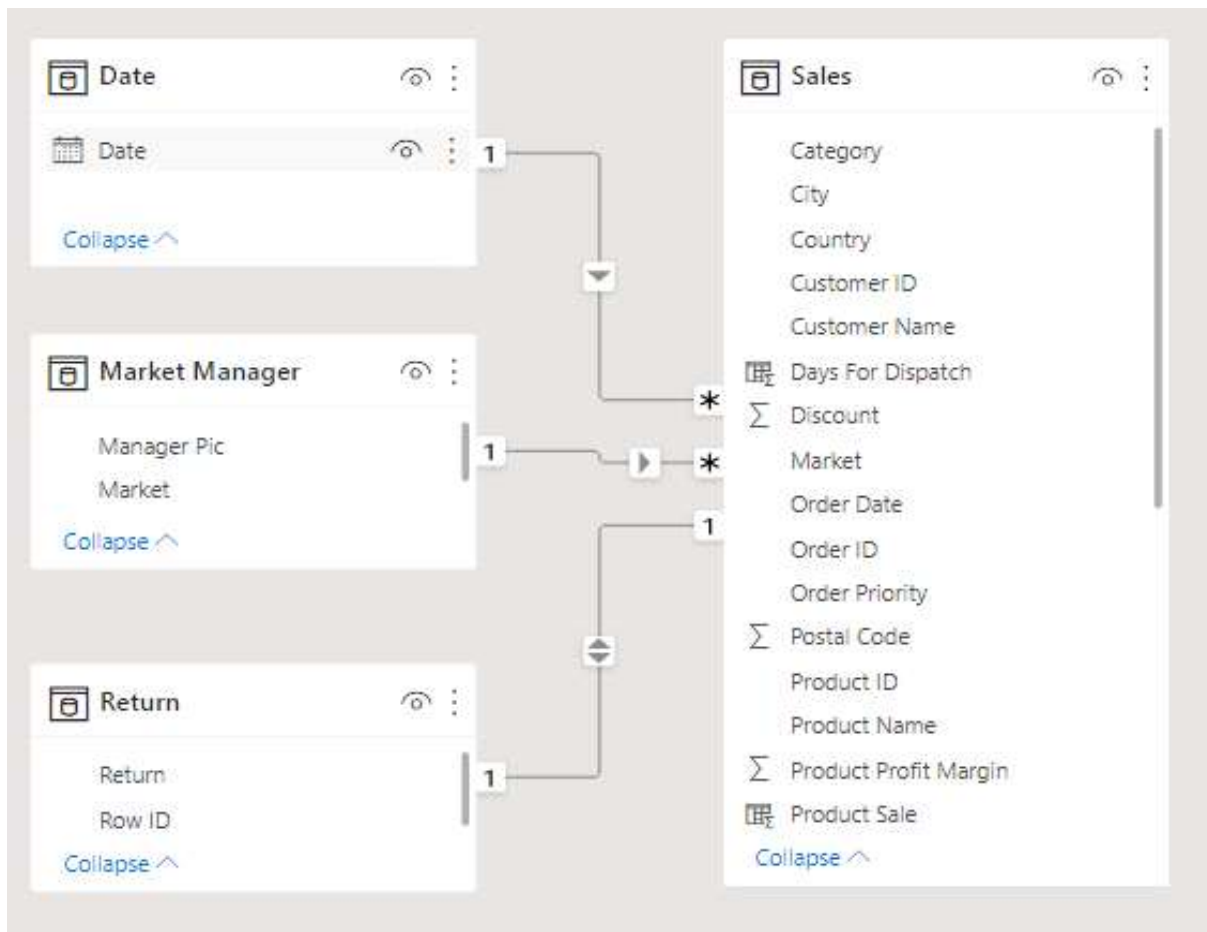 Date
Date
1
Collapse
Market Manager
Manager Pic
1
Market
Collapse
Return
Return
1
Row ID
Collapse
Sales
Category
City
Country
Customer ID
Customer Name
Days For Dispatch
*
Discount
Market
*
Order Date
1
Order ID
Order Priority
Postal Code
Product ID
Product Name
Product Profit Margin
Product Sale
Collapse